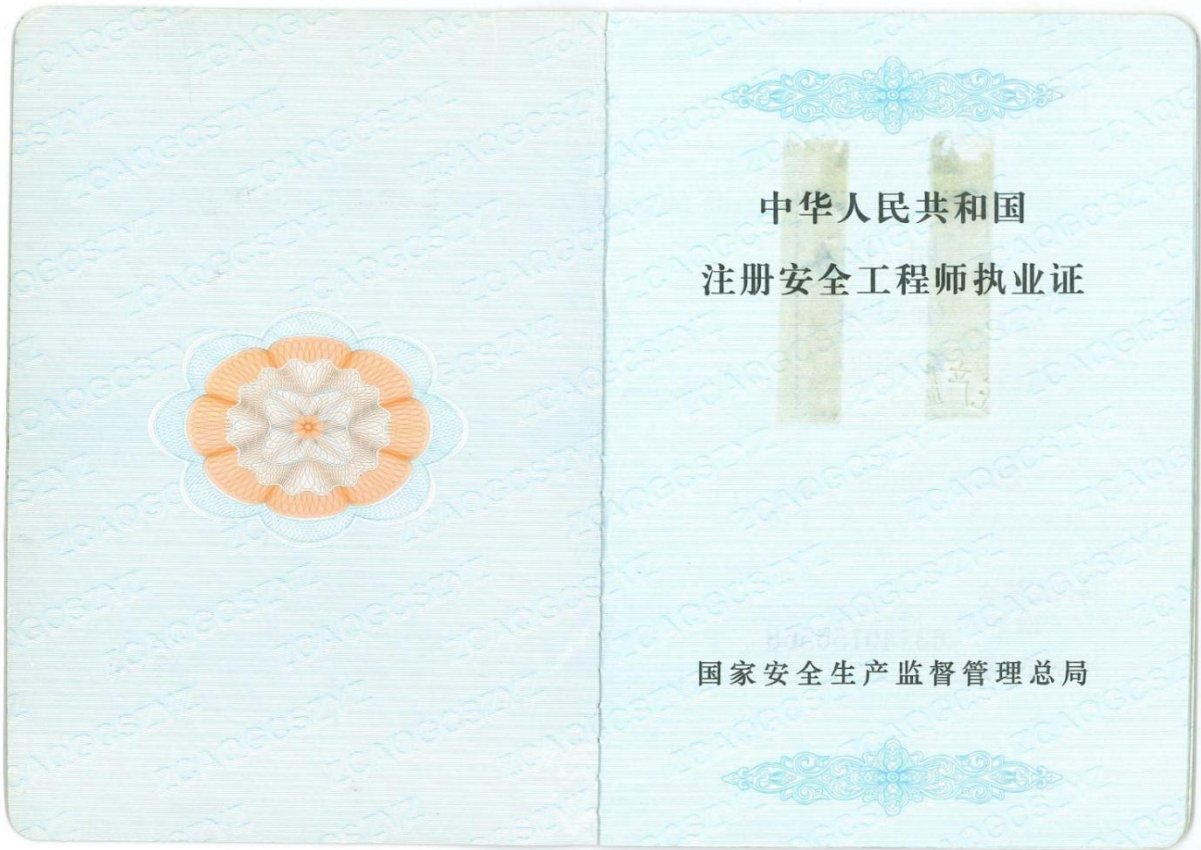 中华人民共和国
注册安全工程师执业证
国家安全生产监督管理总局